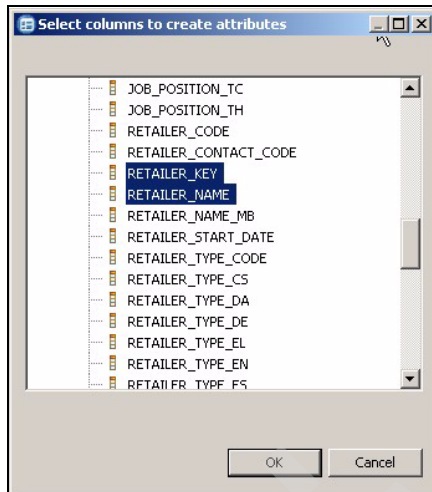 Select columns to create attributes
JOB_POSITION_TC
JOB_POSITION_TH
RETAILER_CODE
RETAILER_CONTACT_CODE
RETAILER_KEY
RETAILER_NAME
RETAILER_NAME_MB
RETAILER_START_DATE
RETAILER_TYPE_CODE
RETAILER_TYPE_CS
RETAILER_TYPE_DA
RETAILER_TYPE_DE
RETAILER_TYPE_EL
RETAILER_TYPE_EN
RETAILER_TYPE_ES
OK Cancel